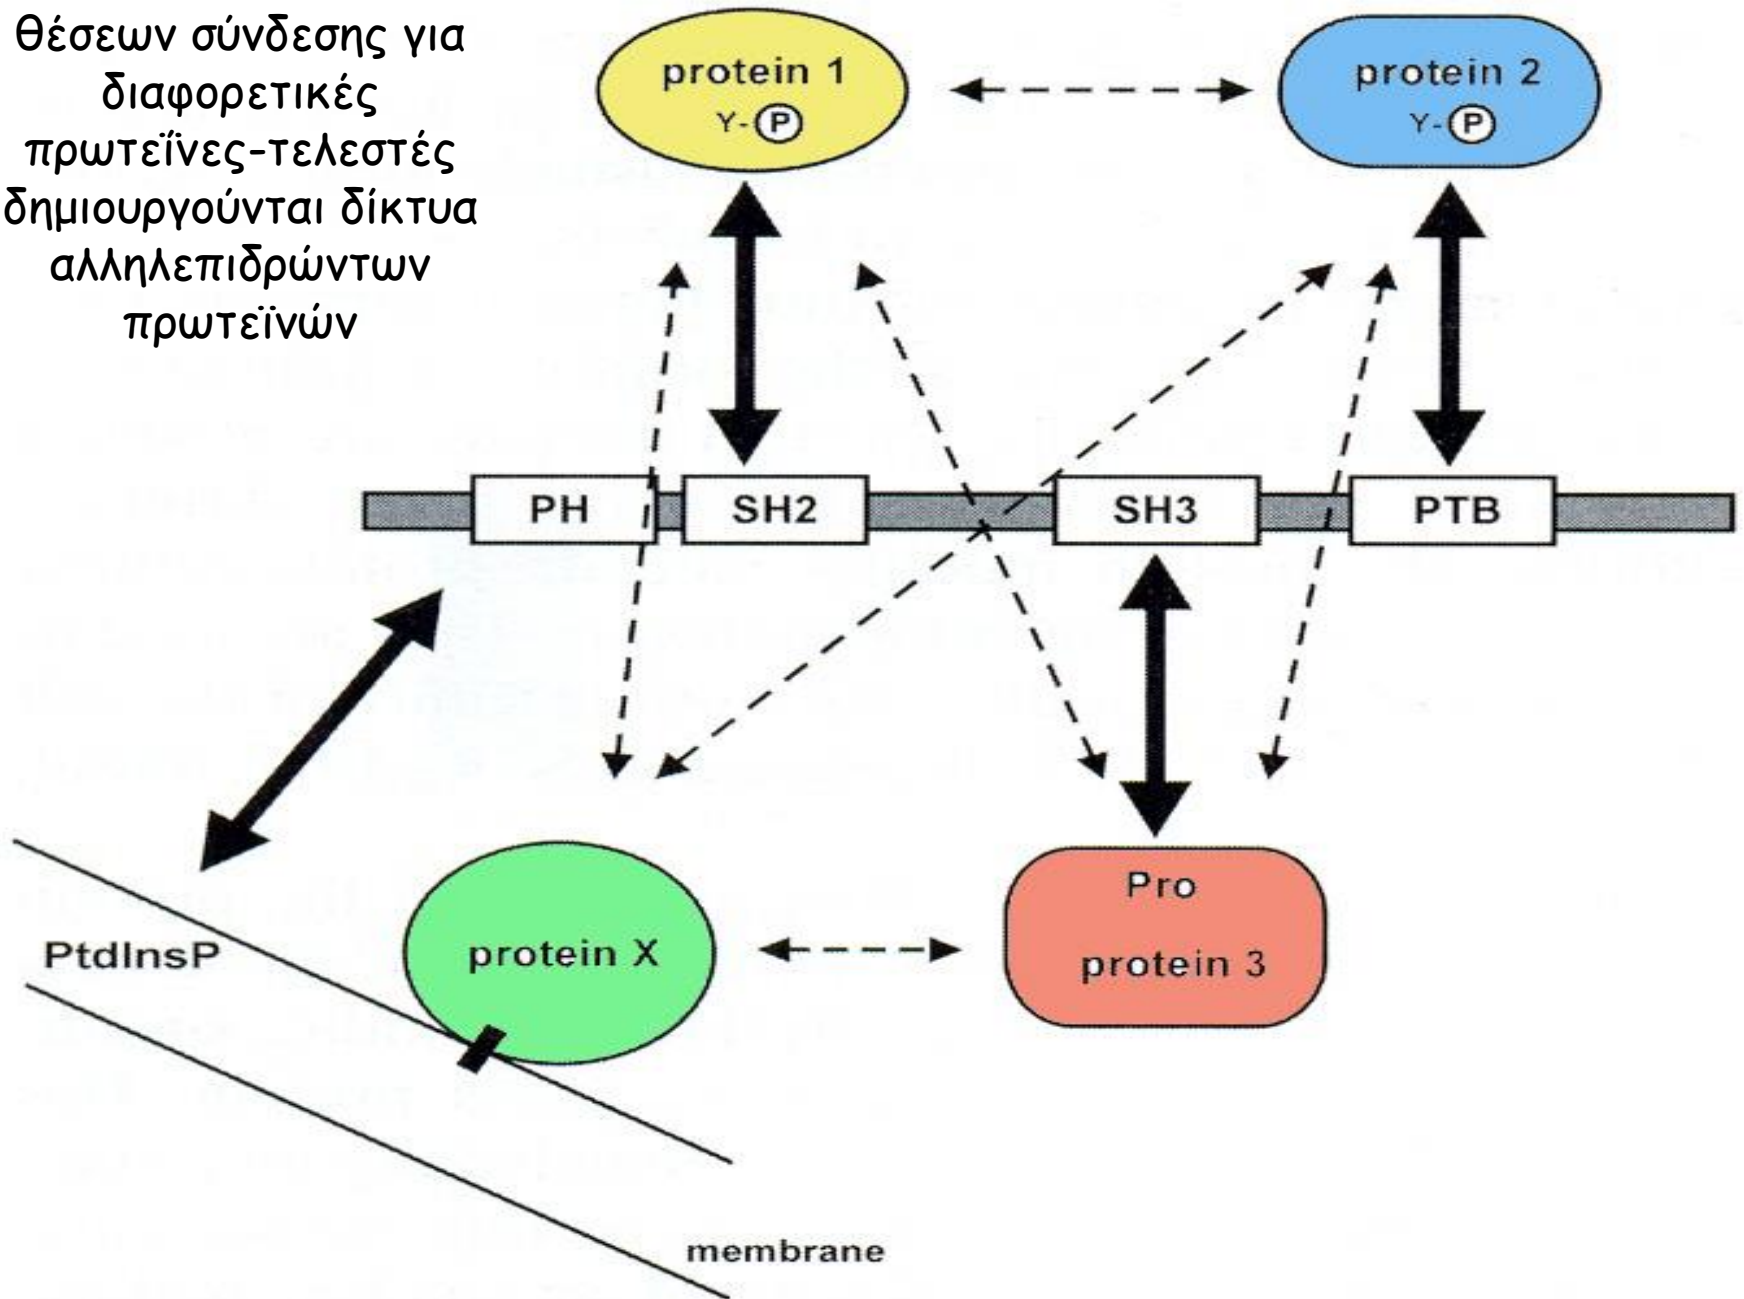 θέσεων σύνδεσης για
διαφορετικές
πρωτεΐνες-τελεστές
δημιουργούνται δίκτυα
αλληλεπιδρώντων
πρωτεϊνών
protein 1
Y-P
protein 2
Y-P
PH
SH2
SH3
PTB
PtdInsP
protein X
Pro
protein 3
membrane